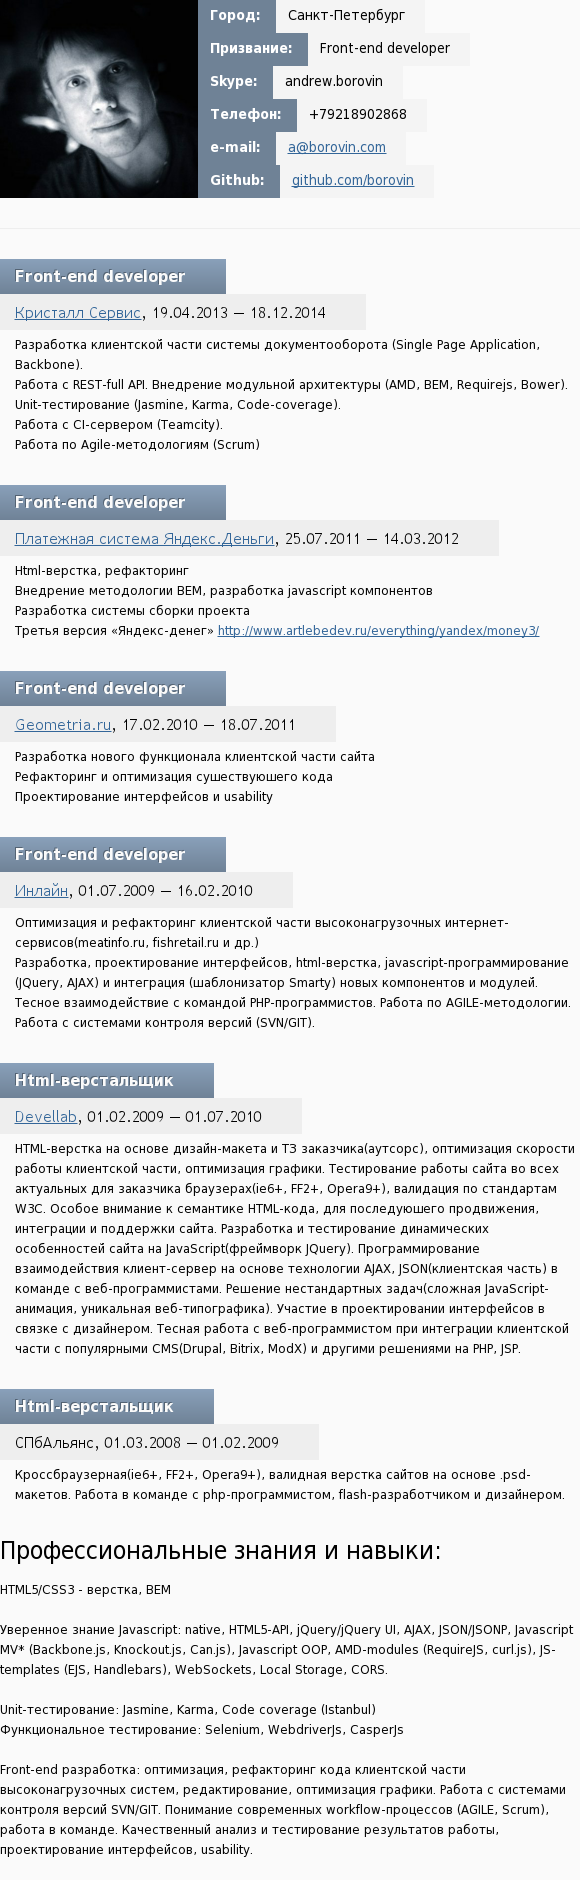 Город: Санкт-Петербург
Призвание: Front-end developer
Skype: andrew.borovin
Телефон: +79218902868
e-mail: a@borovin.com
Github: github.com/borovin
Front-end developer
Кристалл Сервис, 19.04.2013 — 18.12.2014
Разработка клиентской части системы документооборота (Single Page Application,
Backbone).
Работа с REST-full API. Внедрение модульной архитектуры (AMD, BEM, Requirejs, Bower).
Unit-тестирование (Jasmine, Karma, Code-coverage).
Работа с CI-сервером (Teamcity).
Работа по Agile-методологиям (Scrum)
Front-end developer
Платежная система Яндекс.Деньги, 25.07.2011 — 14.03.2012
Html-верстка, рефакторинг
Внедрение методологии BEM, разработка javascript компонентов
Разработка системы сборки проекта
Третья версия «Яндекс-денег» http://www.artlebedev.ru/everything/yandex/money3/
Front-end developer
Geometria.ru, 17.02.2010 — 18.07.2011
Разработка нового функционала клиентской части сайта
Рефакторинг и оптимизация сушествуюшего кода
Проектирование интерфейсов и usability
Front-end developer
Инлайн, 01.07.2009 — 16.02.2010
Оптимизация и рефакторинг клиентской части высоконагрузочных интернет-
сервисов(meatinfo.ru, fishretail.ru и др.)
Разработка, проектирование интерфейсов, html-верстка, javascript-программирование
(JQuery, AJAX) и интеграция (шаблонизатор Smarty) новых компонентов и модулей.
Тесное взаимодействие с командой PHP-программистов. Работа по AGILE-методологии.
Работа с системами контроля версий (SVN/GIT).
Html-верстальщик
Devellab, 01.02.2009 — 01.07.2010
HTML-верстка на основе дизайн-макета и ТЗ заказчика(аутсорс), оптимизация скорости
работы клиентской части, оптимизация графики. Тестирование работы сайта во всех
актуальных для заказчика браузерах(ie6+, FF2+, Opera9+), валидация по стандартам
W3C. Особое внимание к семантике HTML-кода, для последуюшего продвижения,
интеграции и поддержки сайта. Разработка и тестирование динамических
особенностей сайта на JavaScript(фреймворк JQuery). Программирование
взаимодействия клиент-сервер на основе технологии AJAX, JSON(клиентская часть) в
команде с веб-программистами. Решение нестандартных задач(сложная JavaScript-
анимация, уникальная веб-типографика). Участие в проектировании интерфейсов в
связке с дизайнером. Тесная работа с веб-программистом при интеграции клиентской
части с популярными CMS(Drupal, Bitrix, ModX) и другими решениями на PHP, JSP.
Html-верстальщик
СПбАльянс, 01.03.2008 — 01.02.2009
Кроссбраузерная(ie6+, FF2+, Opera9+), валидная верстка сайтов на основе .psd-
макетов. Работа в команде с php-программистом, flash-разработчиком и дизайнером.
Профессиональные знания и навыки:
HTML5/CSS3 - верстка, BEM
Уверенное знание Javascript: native, HTML5-API, jQuery/jQuery UI, AJAX, JSON/JSONP, Javascript
MV* (Backbone.js, Knockout.js, Can.js), Javascript OOP, AMD-modules (RequireJS, curl.js), JS-
templates (EJS, Handlebars), WebSockets, Local Storage, CORS.
Unit-тестирование: Jasmine, Karma, Code coverage (Istanbul)
Функциональное тестирование: Selenium, WebdriverJs, CasperJs
Front-end разработка: оптимизация, рефакторинг кода клиентской части
высоконагрузочных систем, редактирование, оптимизация графики. Работа с системами
контроля версий SVN/GIT. Понимание современных workflow-процессов (AGILE, Scrum),
работа в команде. Качественный анализ и тестирование результатов работы,
проектирование интерфейсов, usability.